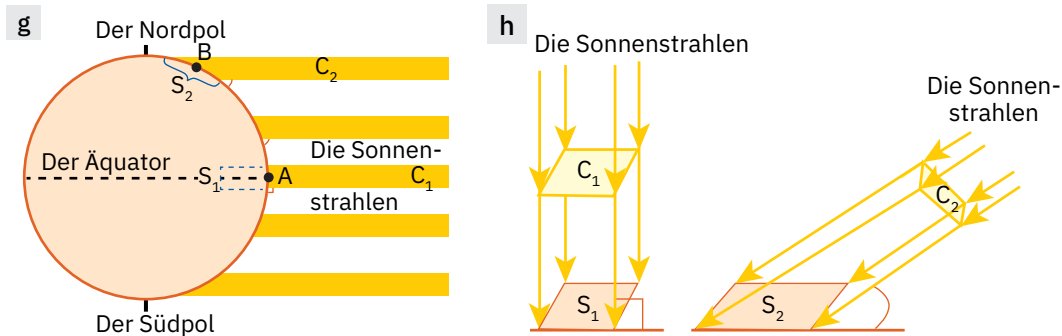 g
Der Nordpol
B
C₂
S₂
Der Äquator
Die Sonnen-
S₁
A
C₁
strahlen
Der Südpol
h
Die Sonnenstrahlen
C₁
S₁
Die Sonnen-
strahlen
C₂
S₂